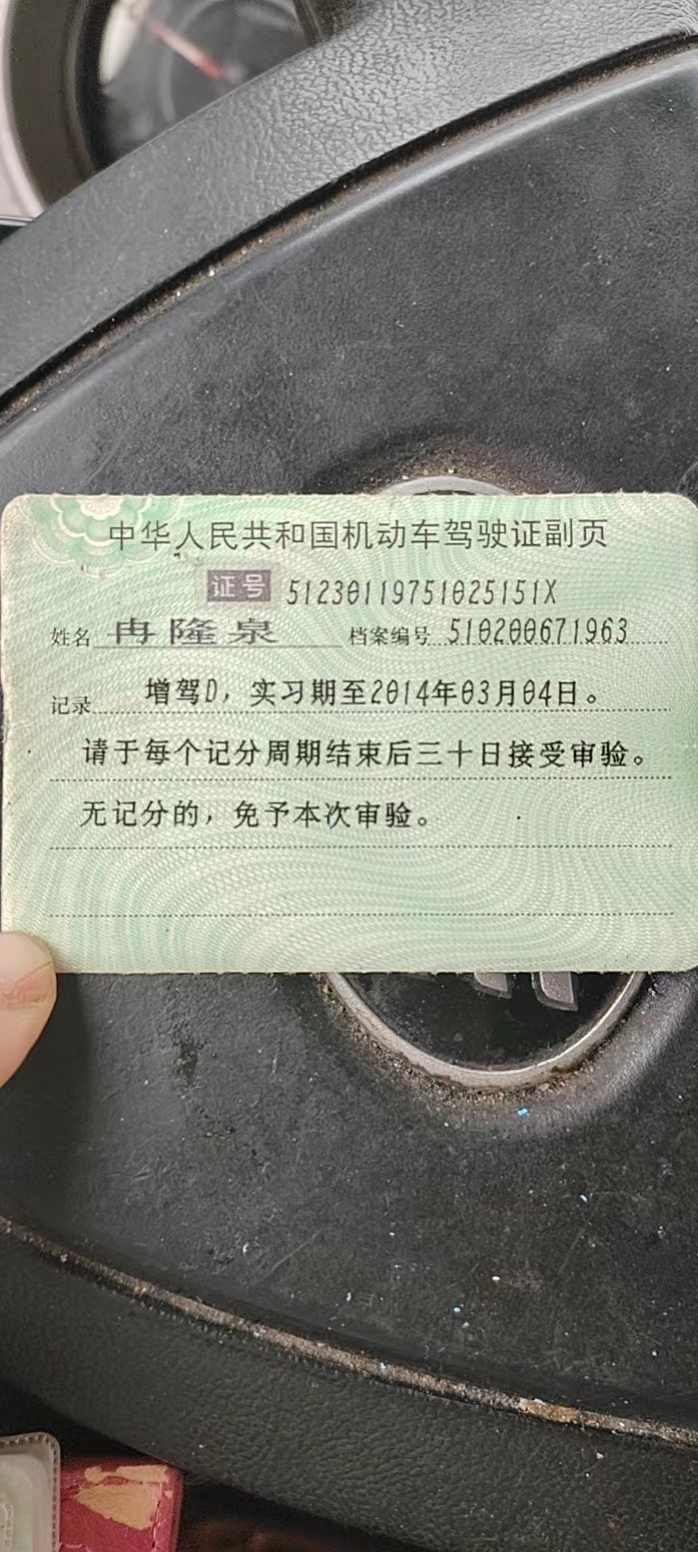 中华人民共和国机动车驾驶证副页
证号 51230119751025151X
姓名 冉隆泉 档案编号 510200671963
记录 增驾D，实习期至2014年03月04日。
请于每个记分周期结束后三十日接受审验。
无记分的，免予本次审验。